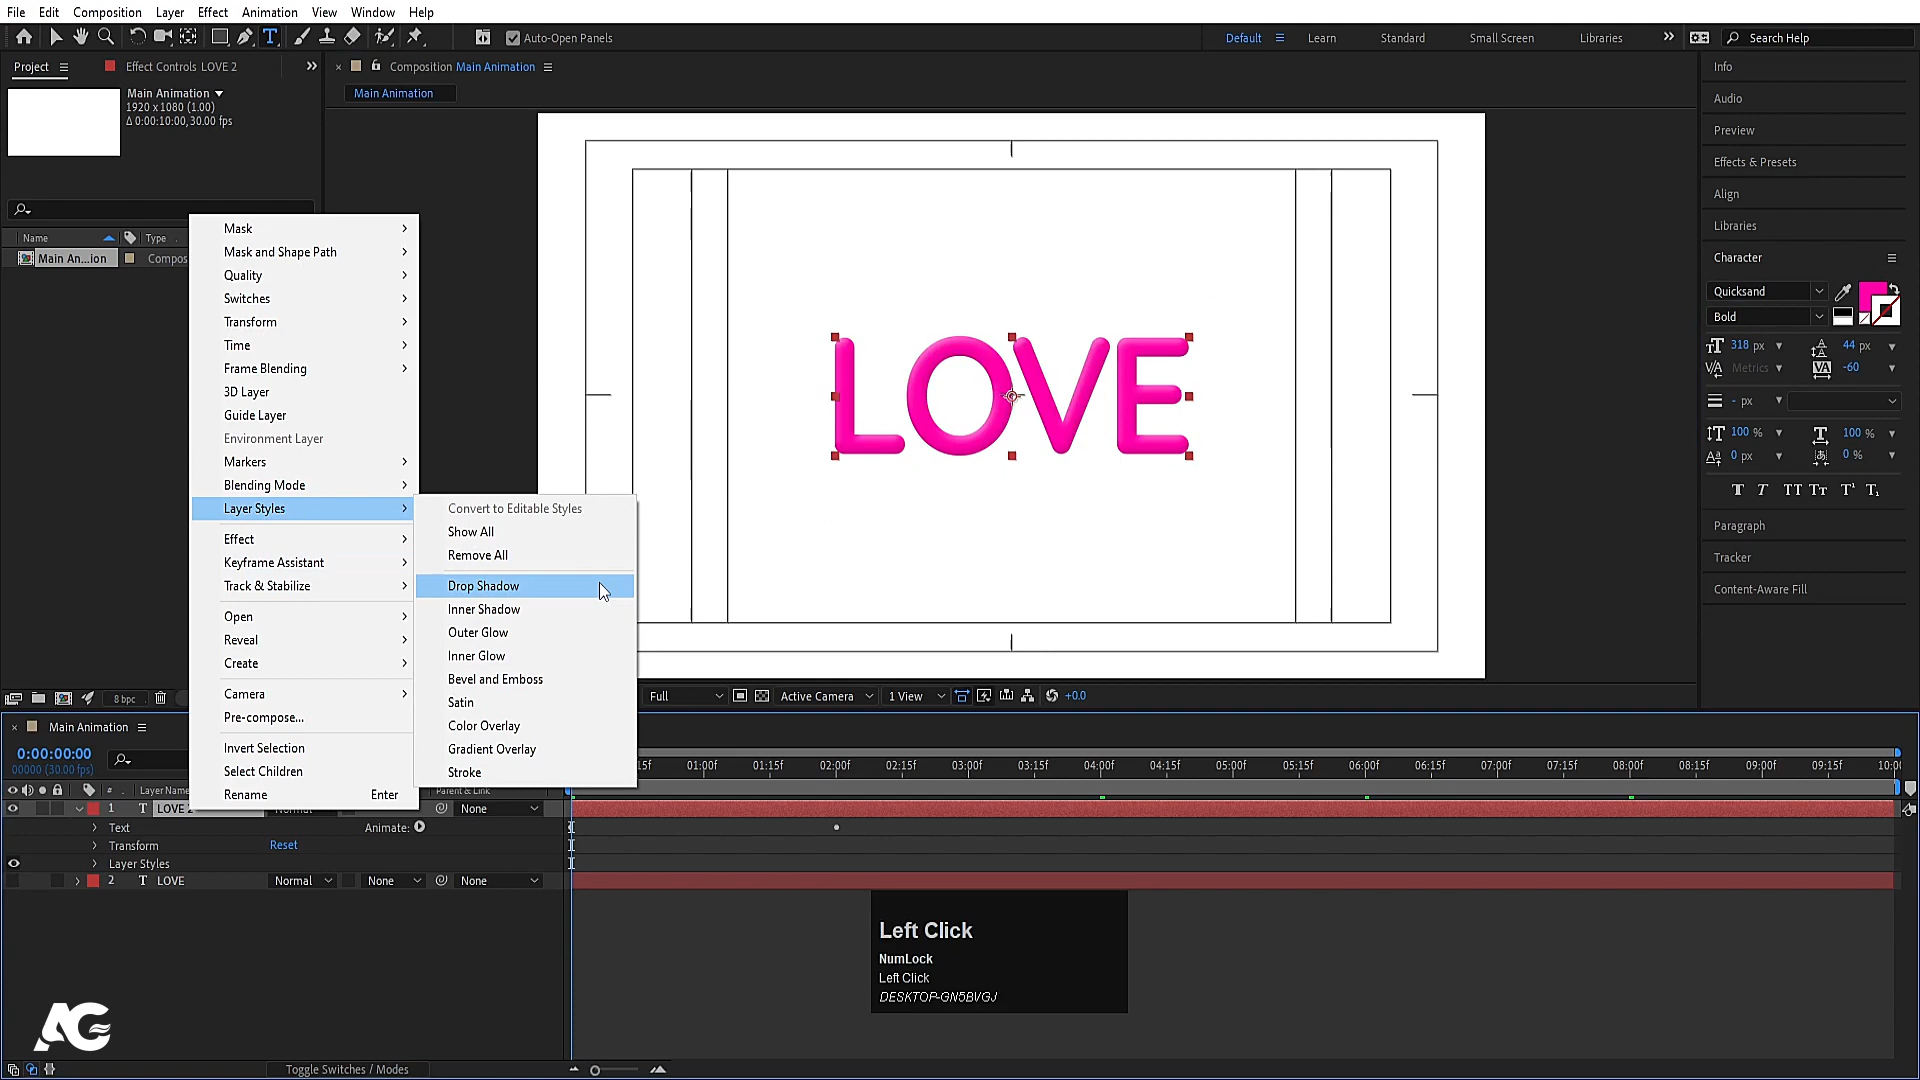 File Edit Composition Layer Effect Animation View Window Help
Auto-Open Panels
Default Learn Standard Small Screen Libraries Search Help
Project Effect Controls LOVE 2
Composition Main Animation
Main Animation
Main Animation
1920 x 1080 (1.00)
Δ 0:00:10:00, 30.00 fps
Name Type
Main An...ion Compos
Mask
Mask and Shape Path
Quality
Switches
Transform
Time
Frame Blending
3D Layer
Guide Layer
Environment Layer
Markers
Blending Mode
Layer Styles
Effect
Keyframe Assistant
Track & Stabilize
Open
Reveal
Create
Camera
Pre-compose...
Invert Selection
Select Children
Rename Enter
Convert to Editable Styles
Show All
Remove All
Drop Shadow
Inner Shadow
Outer Glow
Inner Glow
Bevel and Emboss
Satin
Color Overlay
Gradient Overlay
Stroke
LOVE
Info
Audio
Preview
Effects & Presets
Align
Libraries
Character
Quicksand
Bold
318 px 44 px
Metrics -60
- px
100 % 100 %
0 px 0 %
T T TT Tr T¹ T₁
Paragraph
Tracker
Content-Aware Fill
8 bpc
Full Active Camera 1 View +0.0
Main Animation
0:00:00:00
00000 (30.00 fps)
15f 01:00f 01:15f 02:00f 02:15f 03:00f 03:15f 04:00f 04:15f 05:00f 05:15f 06:00f 06:15f 07:00f 07:15f 08:00f 08:15f 09:00f 09:15f 10:00
# Layer Name Parent & Link
1 T LOVE 2 Normal None
Text Animate:
Transform Reset
Layer Styles
2 T LOVE Normal None None
Left Click
NumLock
Left Click
DESKTOP-GN5BVGJ
AG
Toggle Switches / Modes